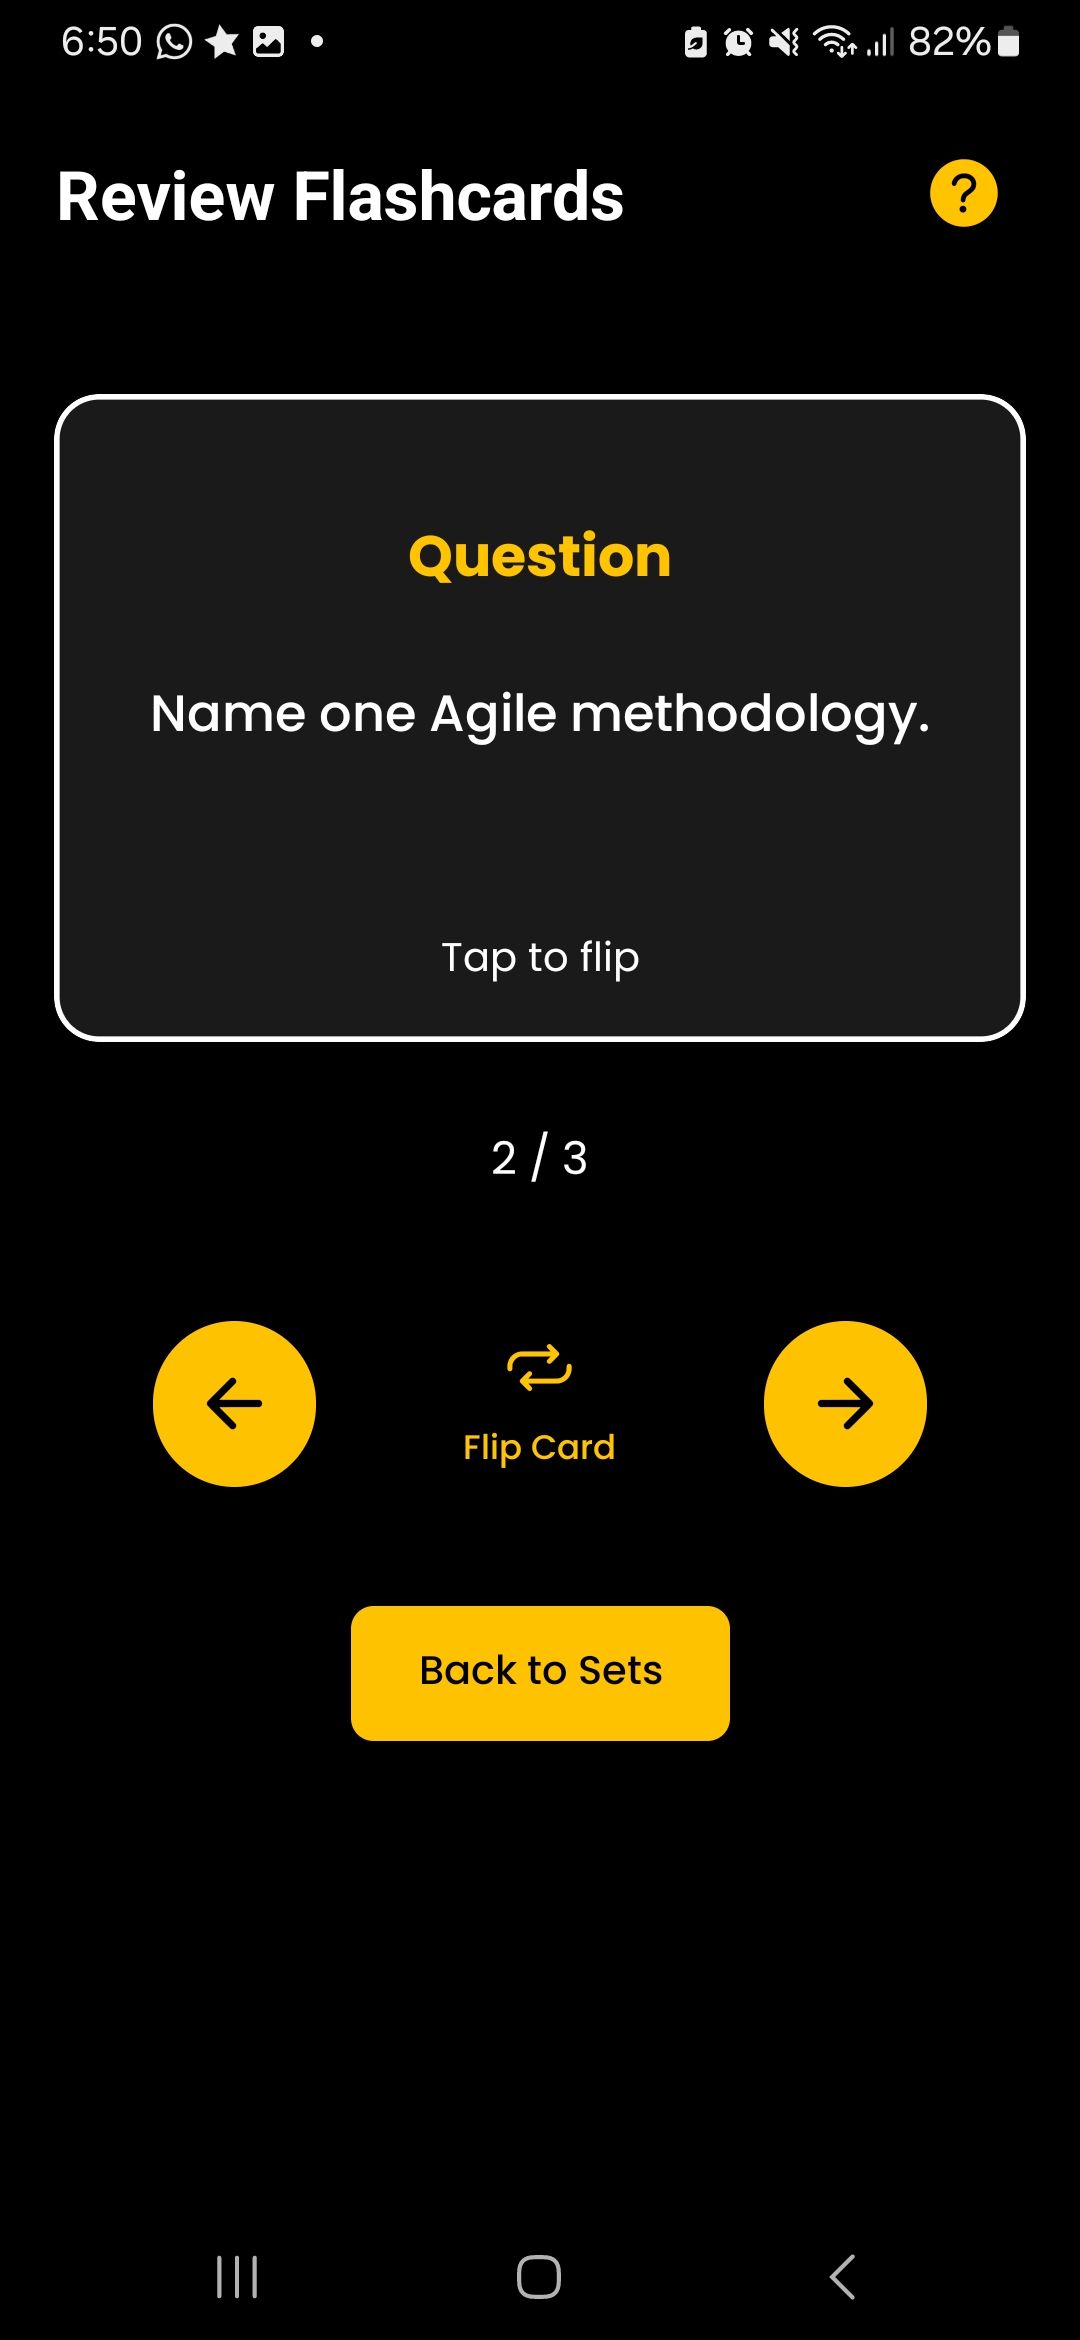 6:50 82%
Review Flashcards ?
Question
Name one Agile methodology.
Tap to flip
2 / 3
Flip Card
Back to Sets